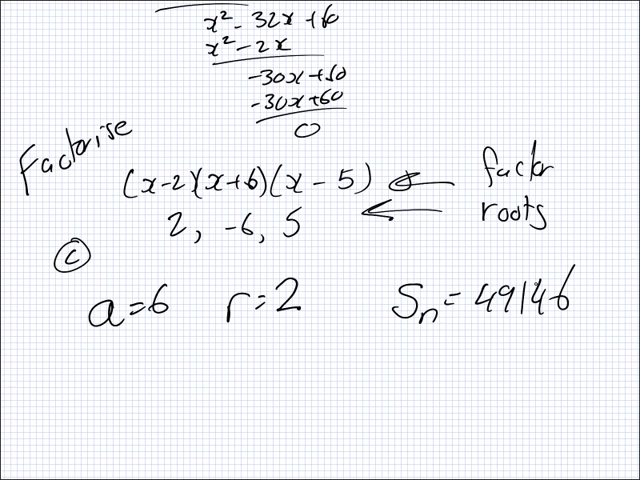 x² - 32x + 60
x² - 2x
-30x + 60
-30x + 60
0
Factorise
(x-2)(x+6)(x - 5) ← factor
2, -6, 5 ← roots
(c)
a=6 r=2 Sn = 49146